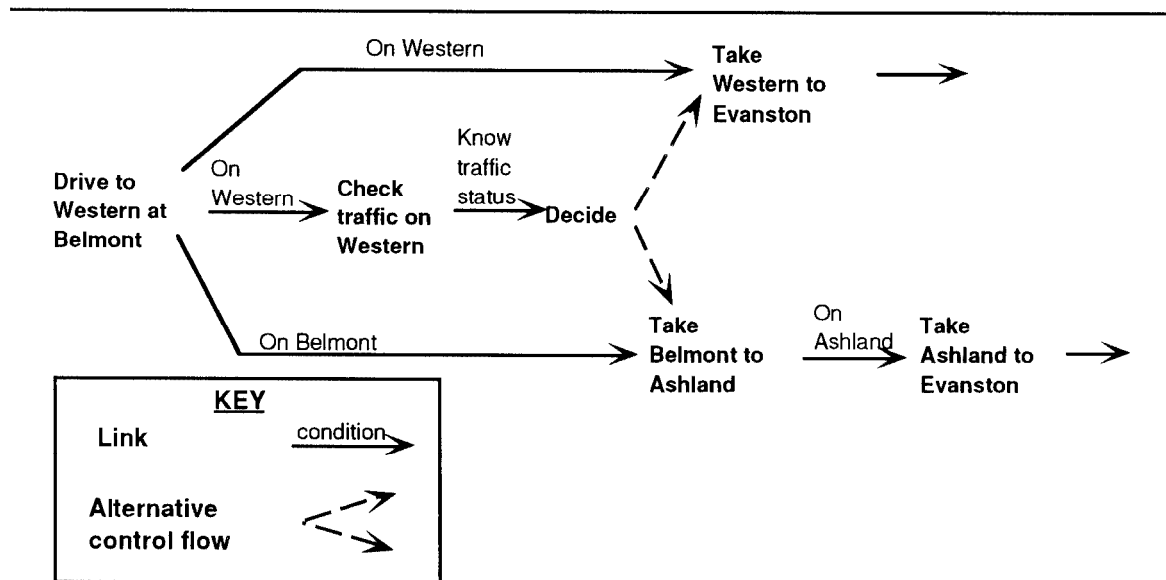 On Western
Take
Western to
Evanston
Drive to
Western at
Belmont
On
Western
Check
traffic on
Western
Know
traffic
status
Decide
On Belmont
Take
Belmont to
Ashland
On
Ashland
Take
Ashland to
Evanston
KEY
Link
condition
Alternative
control flow